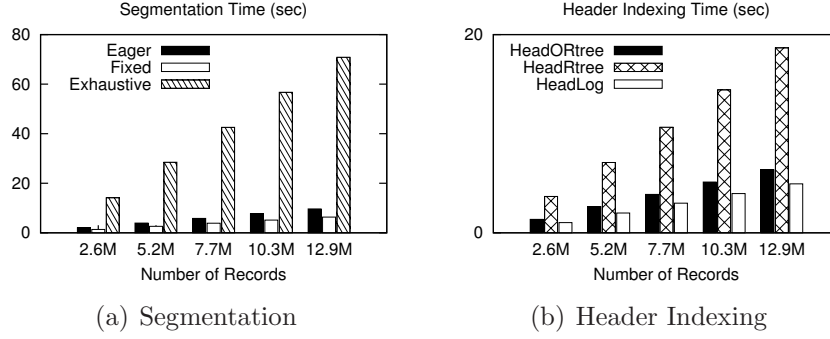 Segmentation Time (sec)
80
60
40
20
0
Eager
Fixed
Exhaustive
2.6M 5.2M 7.7M 10.3M 12.9M
Number of Records
(a) Segmentation
Header Indexing Time (sec)
20
10
0
HeadORtree
HeadRtree
HeadLog
2.6M 5.2M 7.7M 10.3M 12.9M
Number of Records
(b) Header Indexing